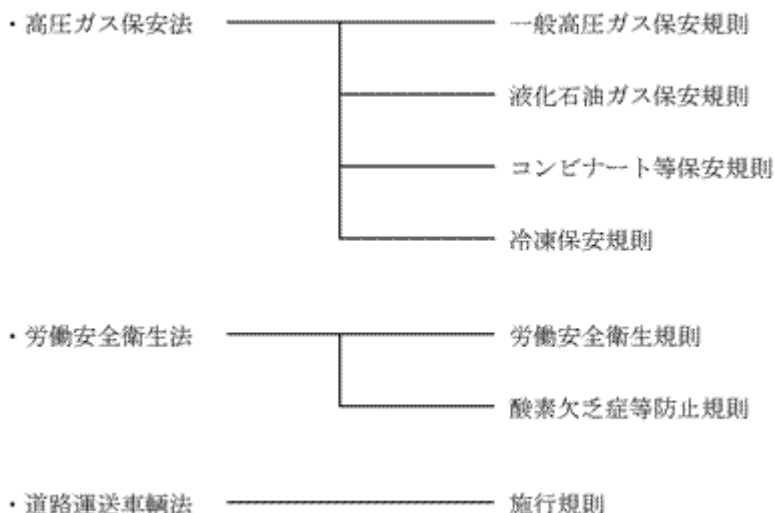 ・高圧ガス保安法 一般高圧ガス保安規則
液化石油ガス保安規則
コンビナート等保安規則
冷凍保安規則
・労働安全衛生法 労働安全衛生規則
酸素欠乏症等防止規則
・道路運送車輌法 施行規則